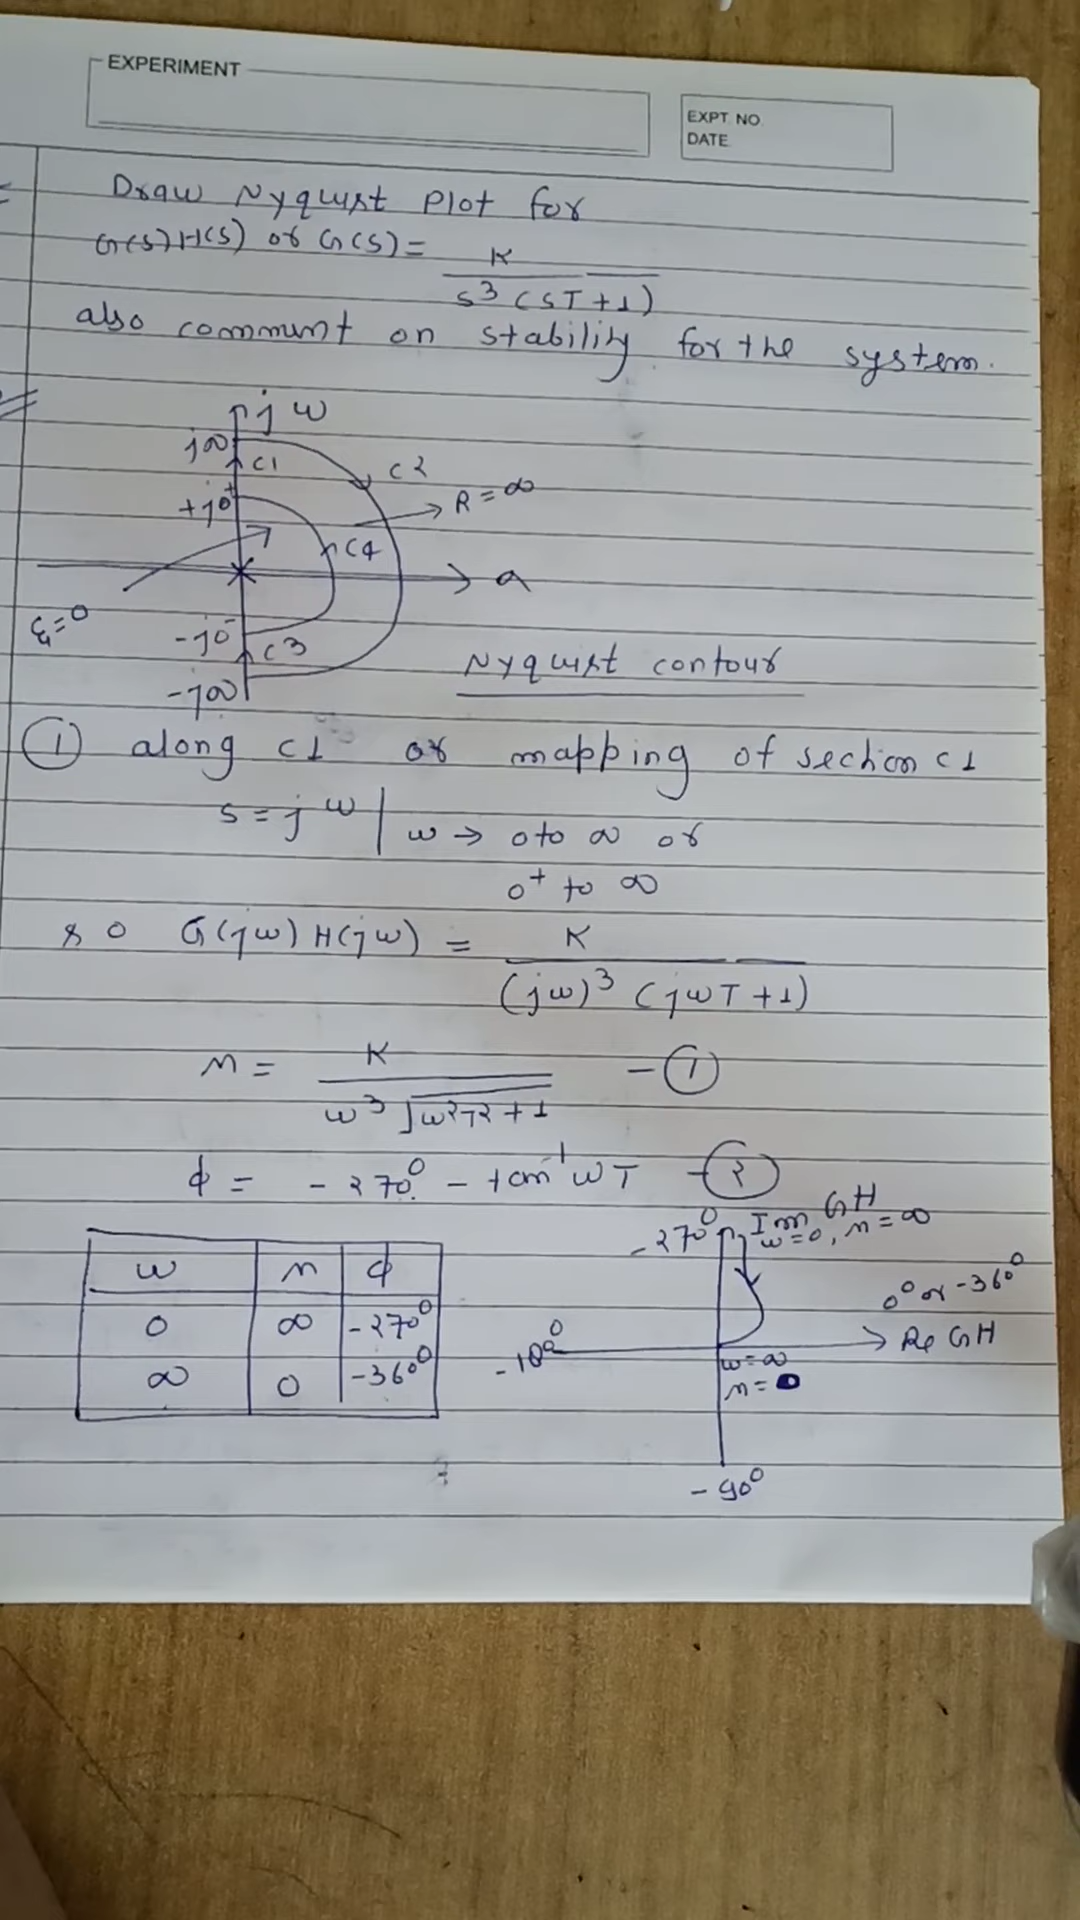 EXPERIMENT
EXPT. NO.
DATE
Draw Nyquist Plot for
G(s)H(s) or G(s) = K
s³ (sT+1)
also comment on stability for the system.
jω
j∞
C1
C2
+j0⁺
R=∞
C4
σ
ε=0
-j0⁻
C3
-j∞
Nyquist contour
① along C1 or mapping of section C1
s = jω | ω → 0 to ∞ or
0⁺ to ∞
so G(jω) H(jω) = K
(jω)³ (jωT+1)
M = K — ①
ω³ √ω²T²+1
ϕ = -270° - tan⁻¹ωT — ②
-270° Im GH
ω=0, M=∞
ω M ϕ
0 ∞ -270°
∞ 0 -360°
0° or -360°
-180°
Re GH
ω=∞
M=0
-90°